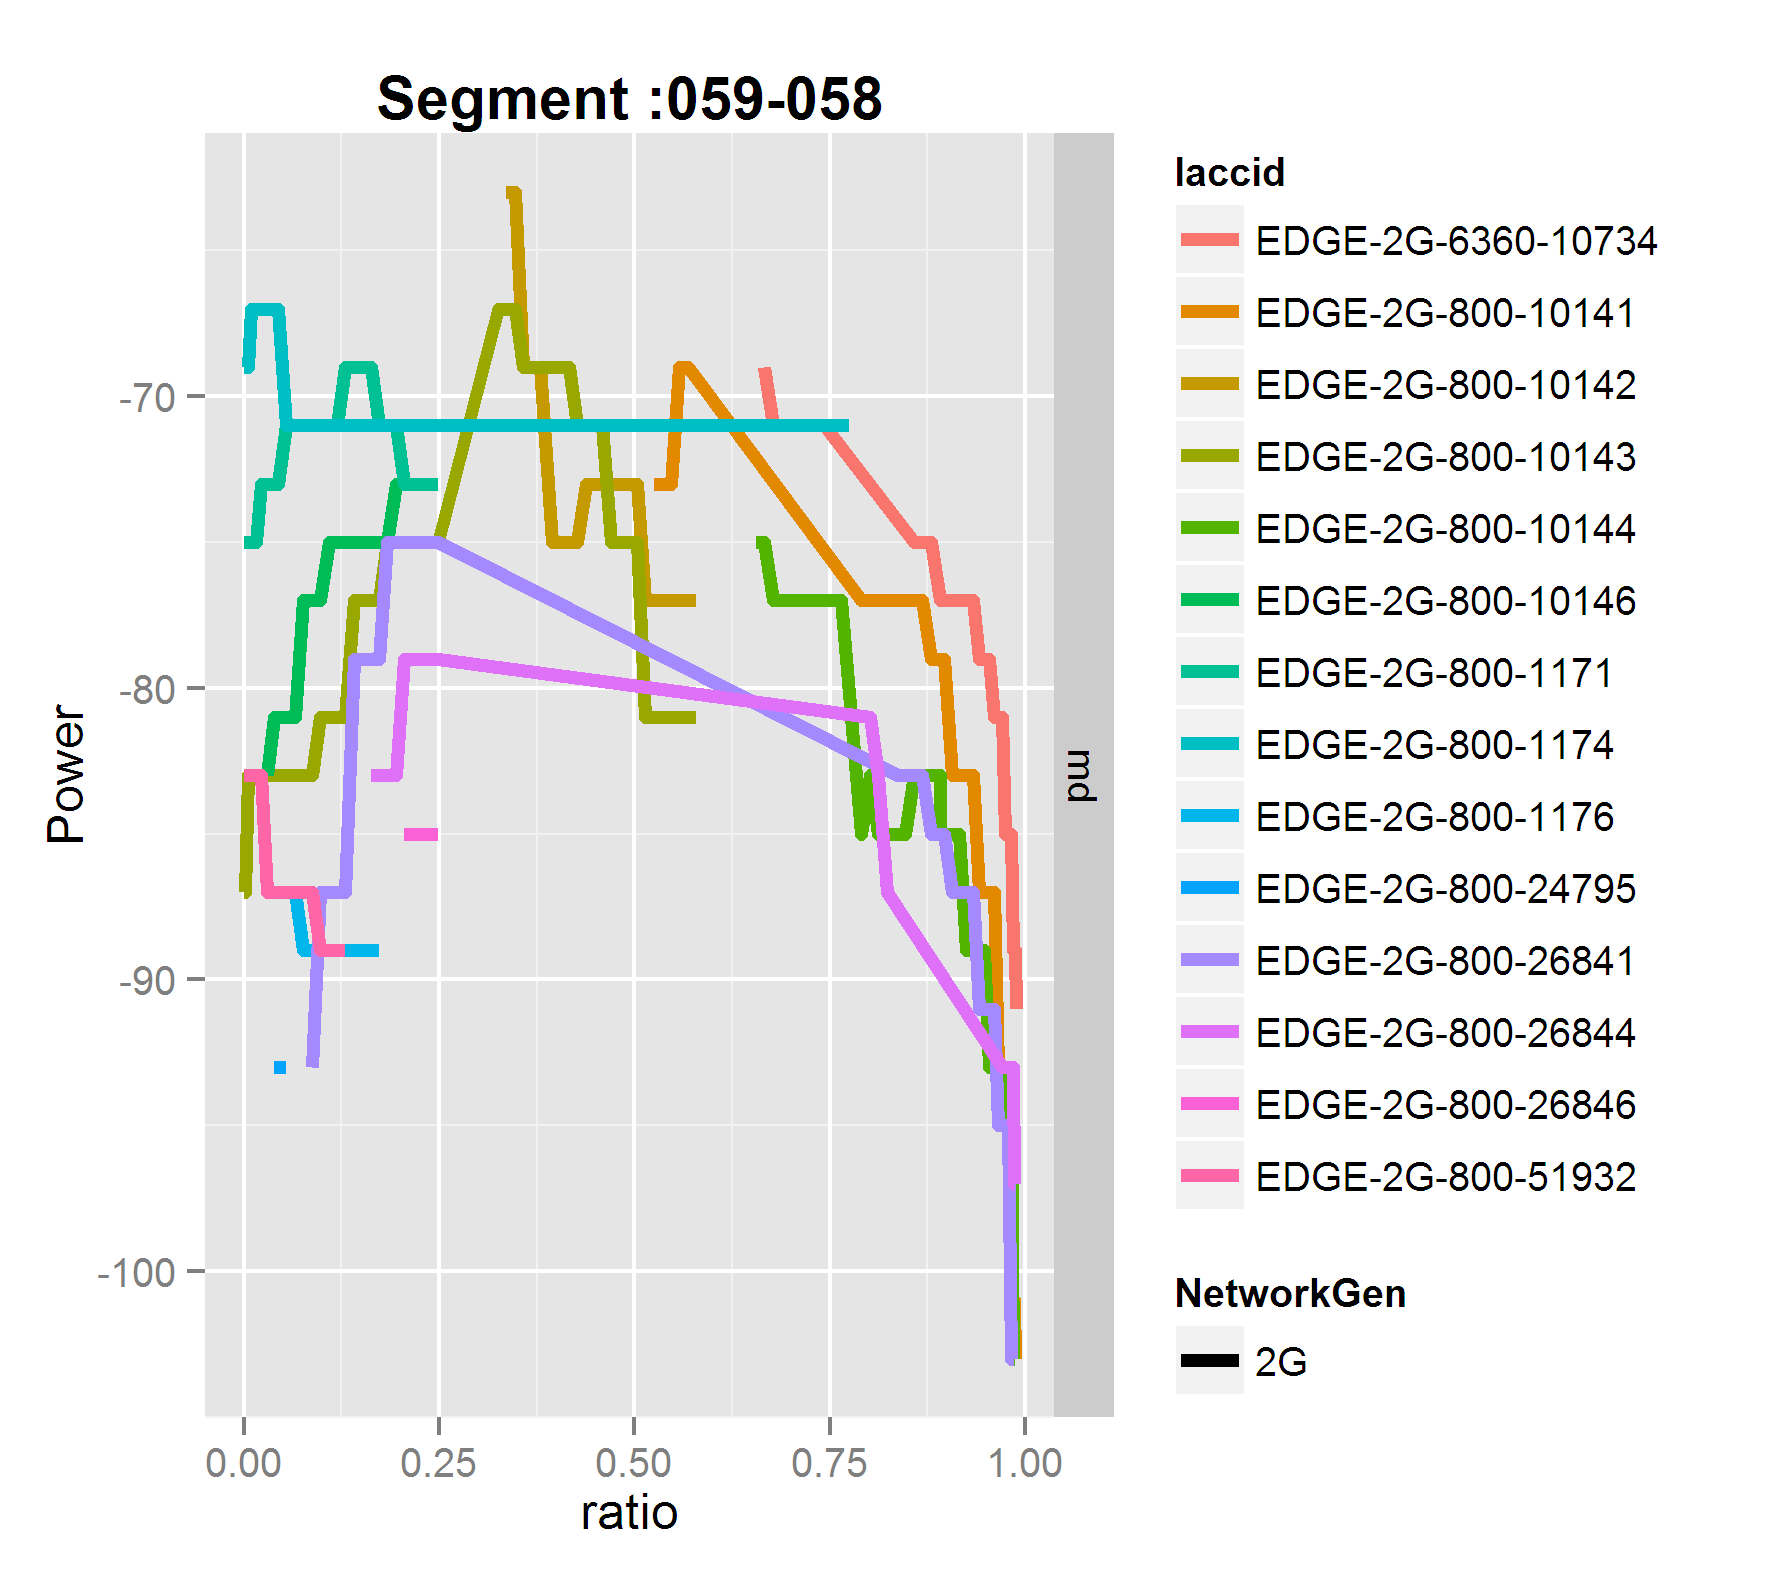 Segment :059-058
Power
-70
-80
-90
-100
0.00 0.25 0.50 0.75 1.00
ratio
md
laccid
EDGE-2G-6360-10734
EDGE-2G-800-10141
EDGE-2G-800-10142
EDGE-2G-800-10143
EDGE-2G-800-10144
EDGE-2G-800-10146
EDGE-2G-800-1171
EDGE-2G-800-1174
EDGE-2G-800-1176
EDGE-2G-800-24795
EDGE-2G-800-26841
EDGE-2G-800-26844
EDGE-2G-800-26846
EDGE-2G-800-51932
NetworkGen
2G